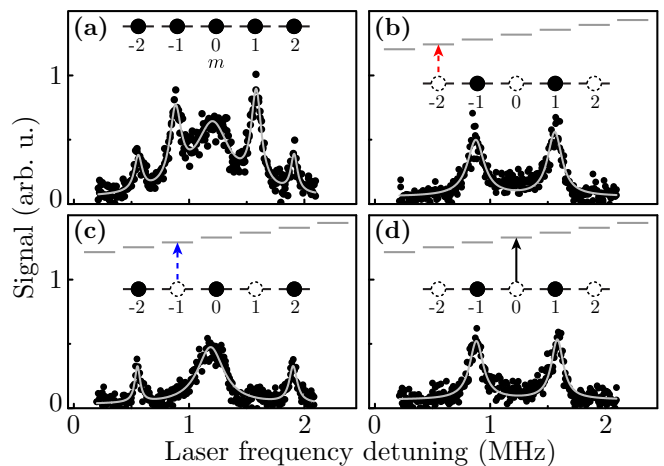 (a)
-2 -1 0 1 2
m
(b)
-2 -1 0 1 2
1
0
Signal (arb. u.)
(c)
-2 -1 0 1 2
(d)
-2 -1 0 1 2
1
0
0 1 2 1 2
Laser frequency detuning (MHz)